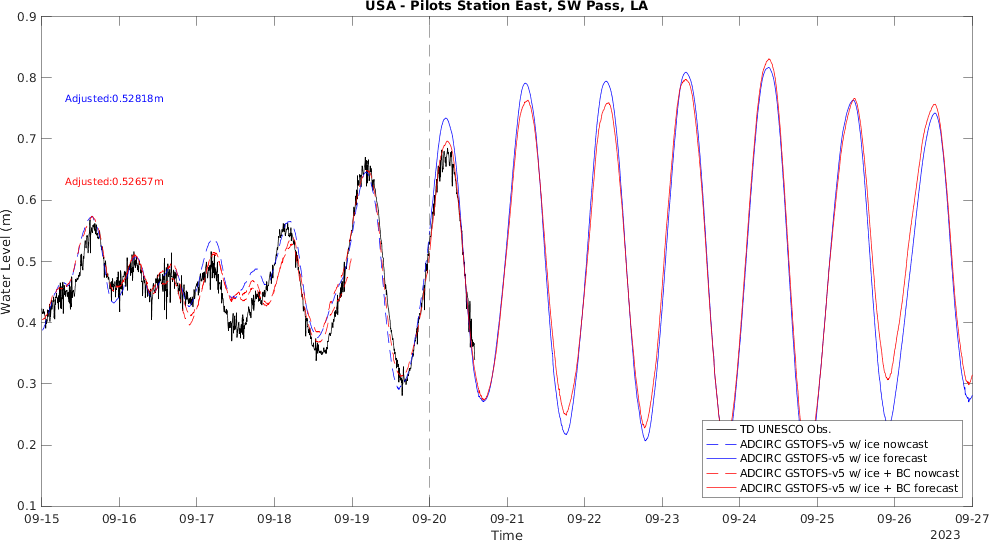 USA - Pilots Station East, SW Pass, LA
0.9
0.8
0.7
0.6
0.5
0.4
0.3
0.2
0.1
Water Level (m)
Adjusted:0.52818m
Adjusted:0.52657m
TD UNESCO Obs.
ADCIRC GSTOFS-v5 w/ ice nowcast
ADCIRC GSTOFS-v5 w/ ice forecast
ADCIRC GSTOFS-v5 w/ ice + BC nowcast
ADCIRC GSTOFS-v5 w/ ice + BC forecast
09-15 09-16 09-17 09-18 09-19 09-20 09-21 09-22 09-23 09-24 09-25 09-26 09-27
Time
2023